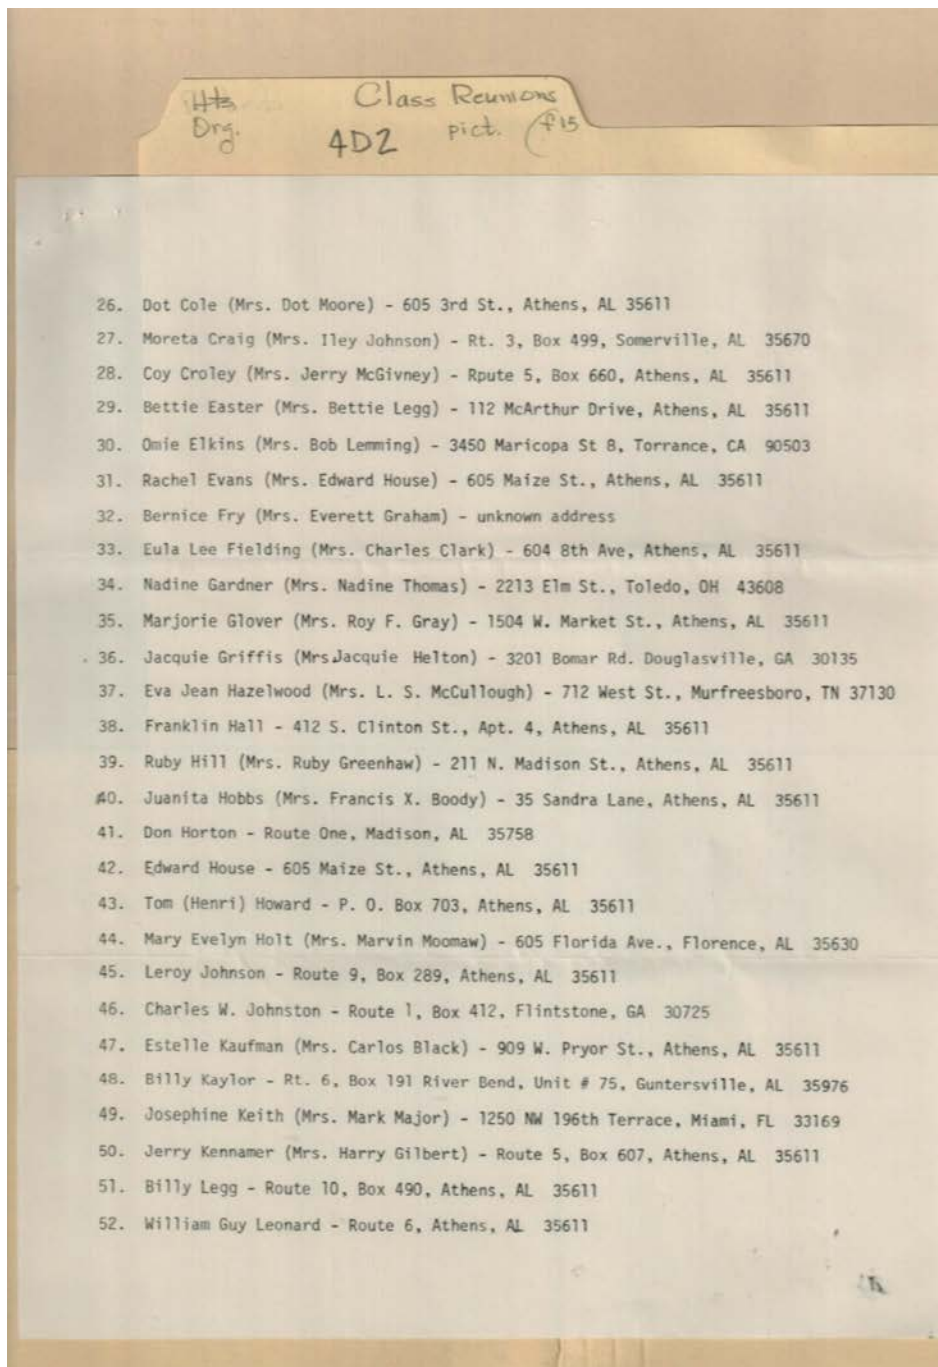 Hts Class Reunions
Org. 4D2 pict. (f15
26. Dot Cole (Mrs. Dot Moore) - 605 3rd St., Athens, AL 35611
27. Moreta Craig (Mrs. Iley Johnson) - Rt. 3, Box 499, Somerville, AL 35670
28. Coy Croley (Mrs. Jerry McGivney) - Rpute 5, Box 660, Athens, AL 35611
29. Bettie Easter (Mrs. Bettie Legg) - 112 McArthur Drive, Athens, AL 35611
30. Omie Elkins (Mrs. Bob Lemming) - 3450 Maricopa St 8, Torrance, CA 90503
31. Rachel Evans (Mrs. Edward House) - 605 Maize St., Athens, AL 35611
32. Bernice Fry (Mrs. Everett Graham) - unknown address
33. Eula Lee Fielding (Mrs. Charles Clark) - 604 8th Ave, Athens, AL 35611
34. Nadine Gardner (Mrs. Nadine Thomas) - 2213 Elm St., Toledo, OH 43608
35. Marjorie Glover (Mrs. Roy F. Gray) - 1504 W. Market St., Athens, AL 35611
36. Jacquie Griffis (Mrs.Jacquie Helton) - 3201 Bomar Rd. Douglasville, GA 30135
37. Eva Jean Hazelwood (Mrs. L. S. McCullough) - 712 West St., Murfreesboro, TN 37130
38. Franklin Hall - 412 S. Clinton St., Apt. 4, Athens, AL 35611
39. Ruby Hill (Mrs. Ruby Greenhaw) - 211 N. Madison St., Athens, AL 35611
40. Juanita Hobbs (Mrs. Francis X. Boody) - 35 Sandra Lane, Athens, AL 35611
41. Don Horton - Route One, Madison, AL 35758
42. Edward House - 605 Maize St., Athens, AL 35611
43. Tom (Henri) Howard - P. O. Box 703, Athens, AL 35611
44. Mary Evelyn Holt (Mrs. Marvin Moomaw) - 605 Florida Ave., Florence, AL 35630
45. Leroy Johnson - Route 9, Box 289, Athens, AL 35611
46. Charles W. Johnston - Route 1, Box 412, Flintstone, GA 30725
47. Estelle Kaufman (Mrs. Carlos Black) - 909 W. Pryor St., Athens, AL 35611
48. Billy Kaylor - Rt. 6, Box 191 River Bend, Unit # 75, Guntersville, AL 35976
49. Josephine Keith (Mrs. Mark Major) - 1250 NW 196th Terrace, Miami, FL 33169
50. Jerry Kennamer (Mrs. Harry Gilbert) - Route 5, Box 607, Athens, AL 35611
51. Billy Legg - Route 10, Box 490, Athens, AL 35611
52. William Guy Leonard - Route 6, Athens, AL 35611